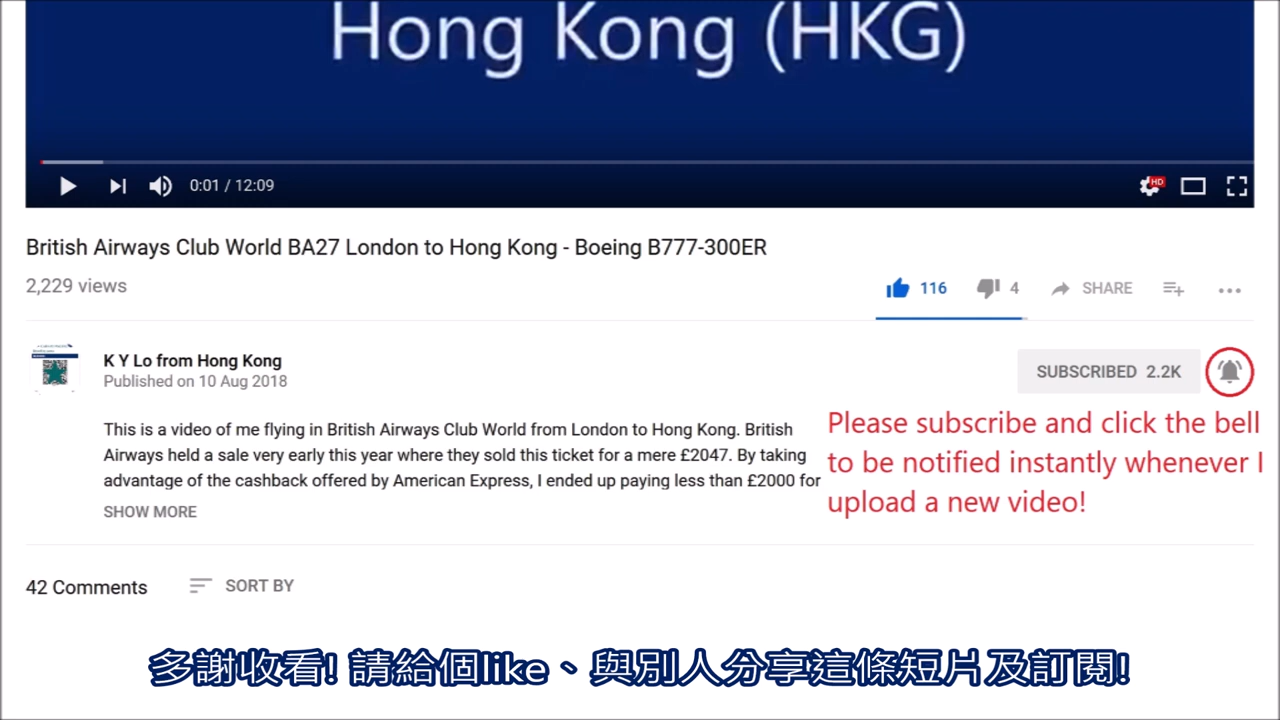 Hong Kong (HKG)
0:01 / 12:09
HD
British Airways Club World BA27 London to Hong Kong - Boeing B777-300ER
2,229 views
116
4
SHARE
K Y Lo from Hong Kong
Published on 10 Aug 2018
SUBSCRIBED 2.2K
This is a video of me flying in British Airways Club World from London to Hong Kong. British
Airways held a sale very early this year where they sold this ticket for a mere £2047. By taking
advantage of the cashback offered by American Express, I ended up paying less than £2000 for
SHOW MORE
Please subscribe and click the bell
to be notified instantly whenever I
upload a new video!
42 Comments
SORT BY
多謝收看! 請給個like、與別人分享這條短片及訂閱!